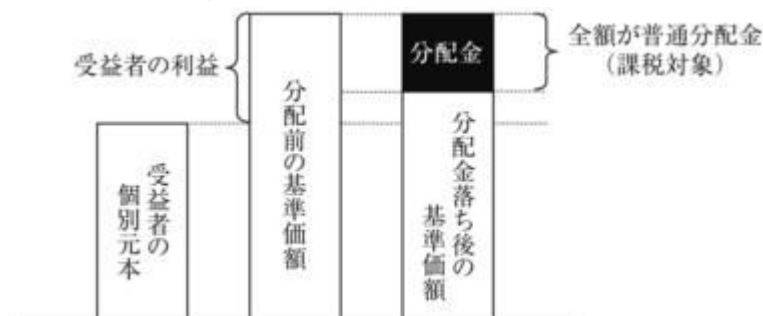 受益者の利益
分配金
全額が普通分配金
（課税対象）
受益者の
個別元本
分配前の基準価額
分配金落ち後の
基準価額